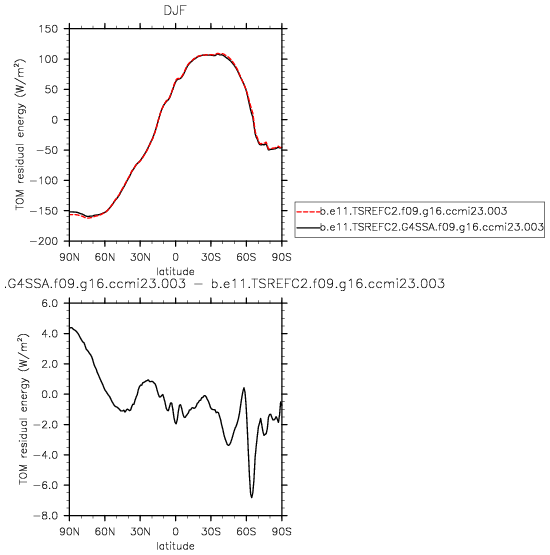 DJF
150
100
50
0
−50
−100
−150
−200
TOM residual energy (W/m²)
90N 60N 30N 0 30S 60S 90S
latitude
b.e11.TSREFC2.f09.g16.ccmi23.003
b.e11.TSREFC2.G4SSA.f09.g16.ccmi23.003
.G4SSA.f09.g16.ccmi23.003 − b.e11.TSREFC2.f09.g16.ccmi23.003
6.0
4.0
2.0
0.0
−2.0
−4.0
−6.0
−8.0
TOM residual energy (W/m²)
90N 60N 30N 0 30S 60S 90S
latitude